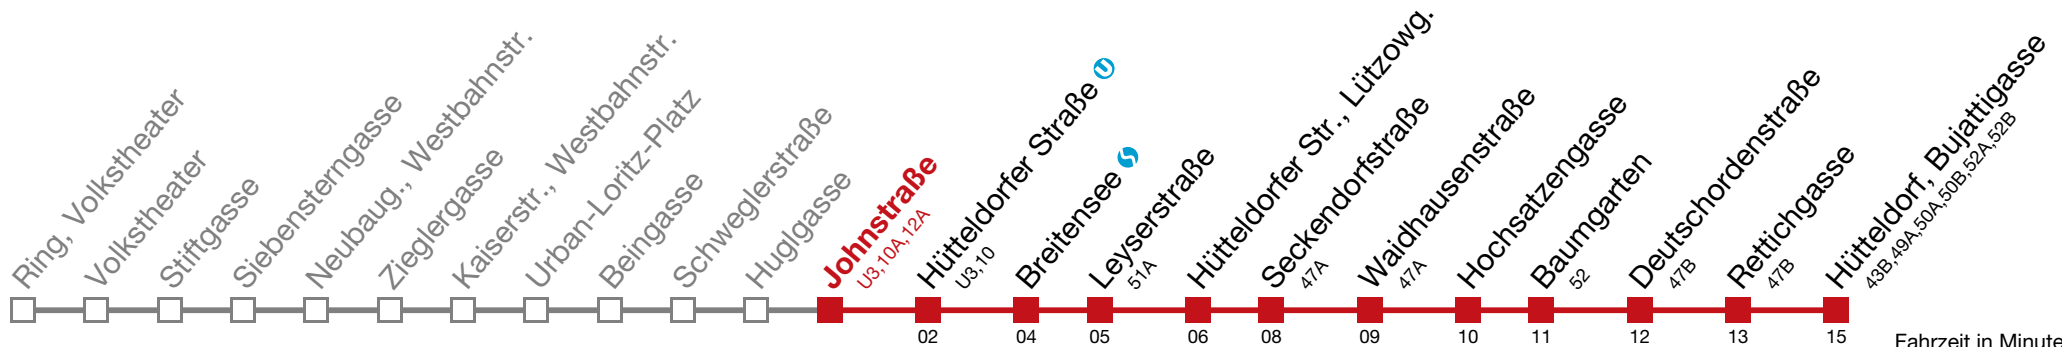 Ring, Volkstheater
Volkstheater
Stiftgasse
Siebensterngasse
Neubaug., Westbahnstr.
Zieglergasse
Kaiserstr., Westbahnstr.
Urban-Loritz-Platz
Beingasse
Schweglerstraße
Huglgasse
Johnstraße
U3,10A,12A
Hütteldorfer Straße U
U3,10
Breitensee S
Leyserstraße
51A
Hütteldorfer Str., Lützowg.
Seckendorfstraße
47A
Waidhausenstraße
47A
Hochsatzengasse
Baumgarten
52
Deutschordenstraße
47B
Rettichgasse
47B
Hütteldorf, Bujattigasse
43B,49A,50A,50B,52A,52B
02 04 05 06 08 09 10 11 12 13 15
Fahrzeit in Minute